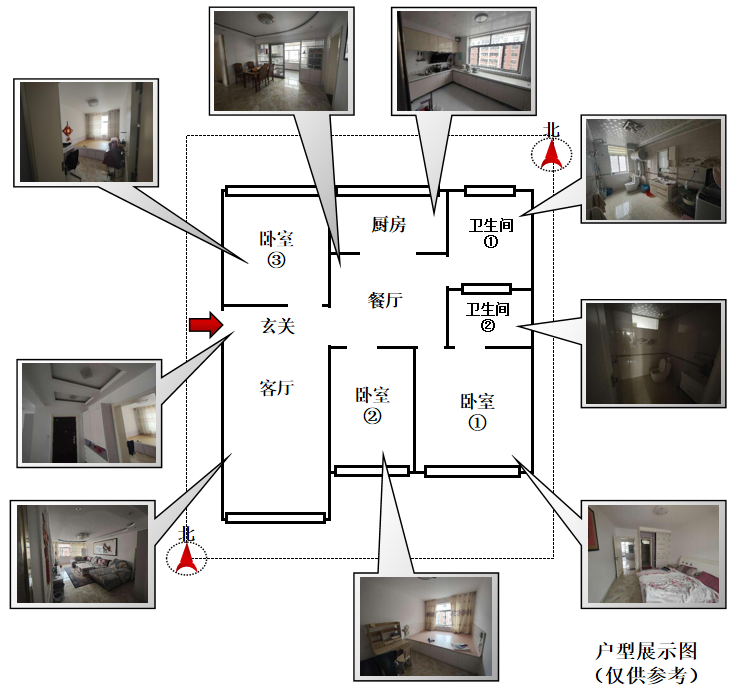 北
厨房
卧室
③
卫生间
①
餐厅
卫生间
②
玄关
客厅
卧室
②
卧室
①
北
户型展示图
（仅供参考）